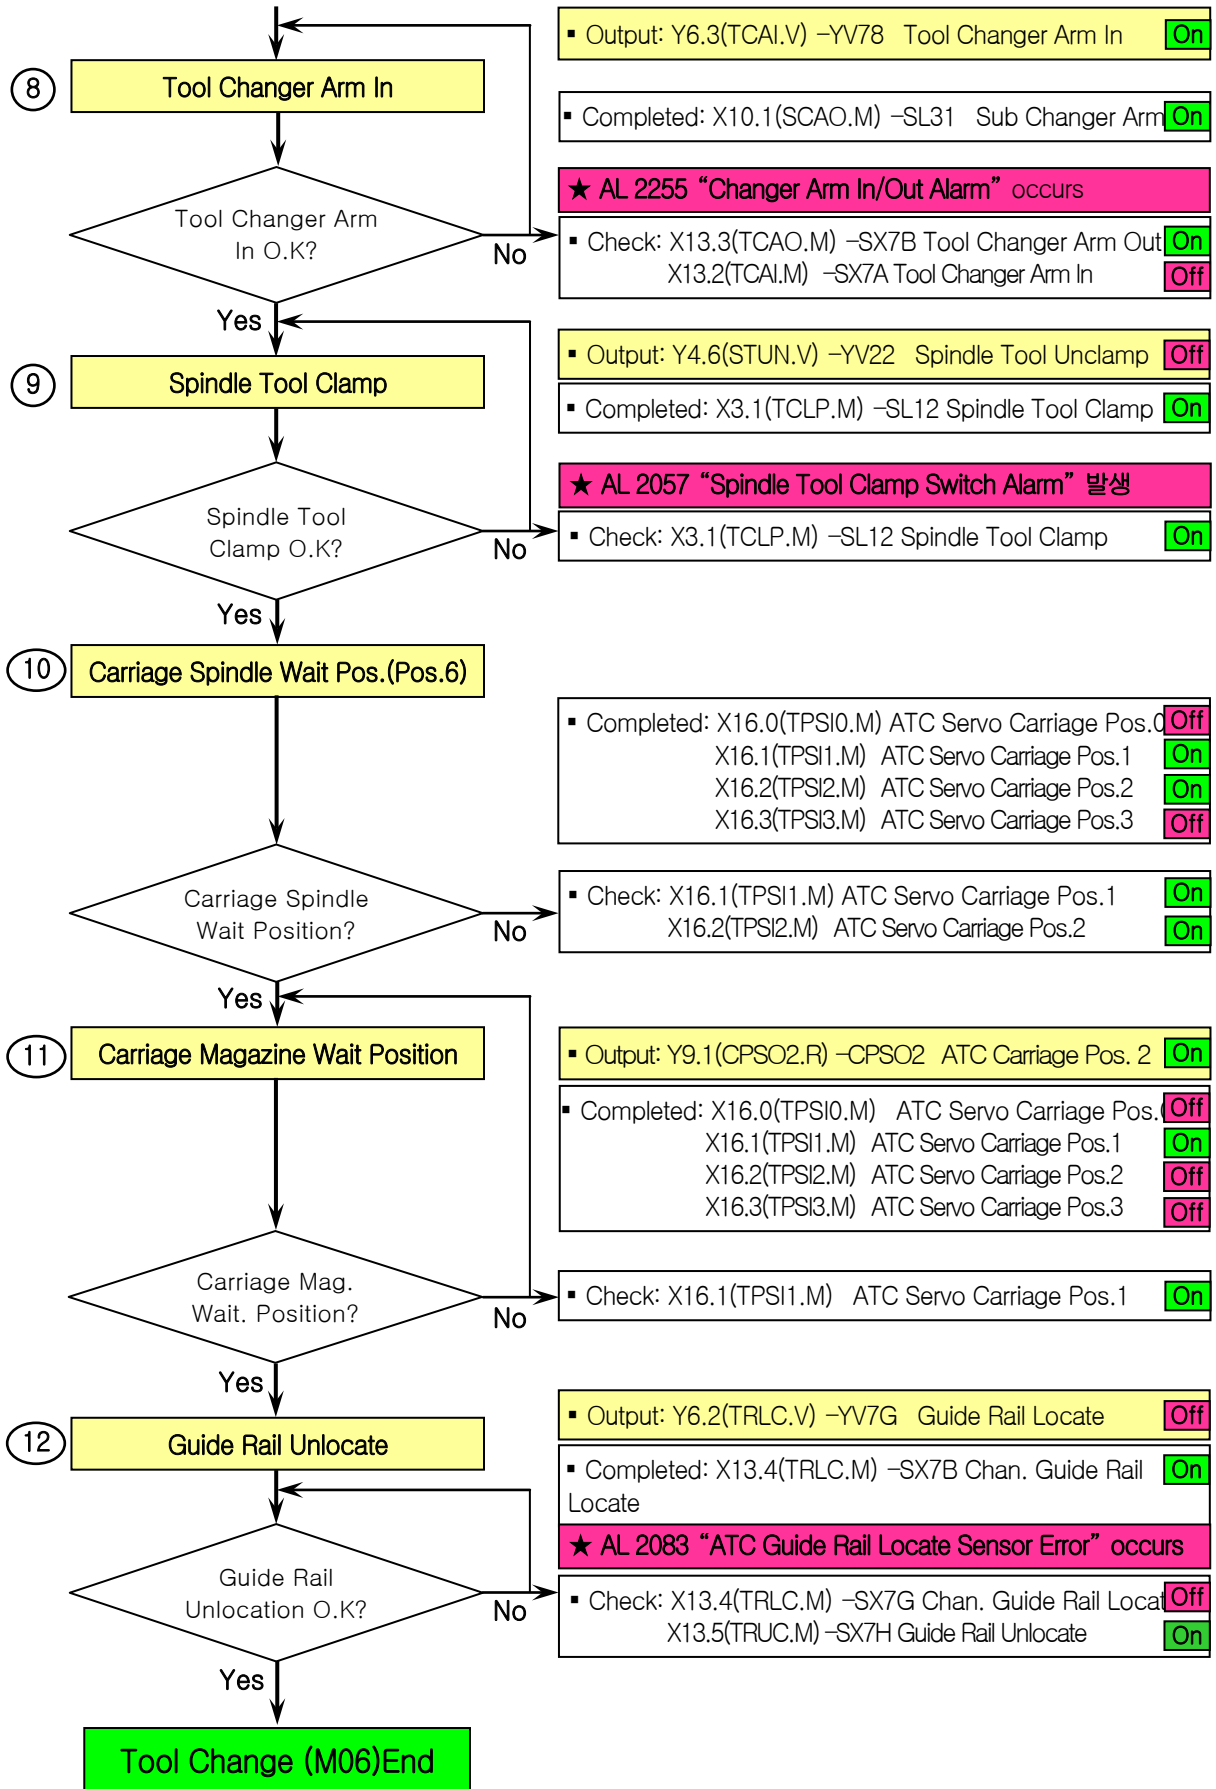 ▪ Output: Y6.3(TCAI.V) -YV78 Tool Changer Arm In On
8 Tool Changer Arm In
▪ Completed: X10.1(SCAO.M) -SL31 Sub Changer Arm On
★ AL 2255 “Changer Arm In/Out Alarm” occurs
Tool Changer Arm
In O.K?
No
▪ Check: X13.3(TCAO.M) -SX7B Tool Changer Arm Out On
X13.2(TCAI.M) -SX7A Tool Changer Arm In Off
Yes
▪ Output: Y4.6(STUN.V) -YV22 Spindle Tool Unclamp Off
9 Spindle Tool Clamp
▪ Completed: X3.1(TCLP.M) -SL12 Spindle Tool Clamp On
★ AL 2057 “Spindle Tool Clamp Switch Alarm” 발생
Spindle Tool
Clamp O.K?
No
▪ Check: X3.1(TCLP.M) -SL12 Spindle Tool Clamp On
Yes
10 Carriage Spindle Wait Pos.(Pos.6)
▪ Completed: X16.0(TPSI0.M) ATC Servo Carriage Pos.0 Off
X16.1(TPSI1.M) ATC Servo Carriage Pos.1 On
X16.2(TPSI2.M) ATC Servo Carriage Pos.2 On
X16.3(TPSI3.M) ATC Servo Carriage Pos.3 Off
Carriage Spindle
Wait Position?
No
▪ Check: X16.1(TPSI1.M) ATC Servo Carriage Pos.1 On
X16.2(TPSI2.M) ATC Servo Carriage Pos.2 On
Yes
11 Carriage Magazine Wait Position
▪ Output: Y9.1(CPSO2.R) -CPSO2 ATC Carriage Pos. 2 On
▪ Completed: X16.0(TPSI0.M) ATC Servo Carriage Pos. Off
X16.1(TPSI1.M) ATC Servo Carriage Pos.1 On
X16.2(TPSI2.M) ATC Servo Carriage Pos.2 Off
X16.3(TPSI3.M) ATC Servo Carriage Pos.3 Off
Carriage Mag.
Wait. Position?
No
▪ Check: X16.1(TPSI1.M) ATC Servo Carriage Pos.1 On
Yes
▪ Output: Y6.2(TRLC.V) -YV7G Guide Rail Locate Off
12 Guide Rail Unlocate
▪ Completed: X13.4(TRLC.M) -SX7B Chan. Guide Rail On
Locate
★ AL 2083 “ATC Guide Rail Locate Sensor Error” occurs
Guide Rail
Unlocation O.K?
No
▪ Check: X13.4(TRLC.M) -SX7G Chan. Guide Rail Locat Off
X13.5(TRUC.M) -SX7H Guide Rail Unlocate On
Yes
Tool Change (M06)End